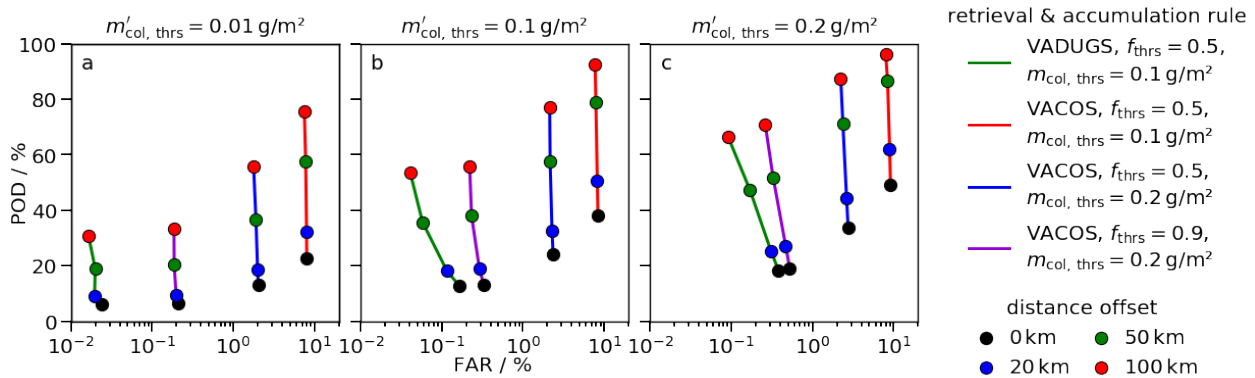 m′col, thrs = 0.01 g/m²
m′col, thrs = 0.1 g/m²
m′col, thrs = 0.2 g/m²
a
b
c
100
80
60
40
20
0
POD / %
10⁻²
10⁻¹
10⁰
10¹
10⁻²
10⁻¹
10⁰
10¹
10⁻²
10⁻¹
10⁰
10¹
FAR / %
retrieval & accumulation rule
VADUGS, fthrs = 0.5,
mcol, thrs = 0.1 g/m²
VACOS, fthrs = 0.5,
mcol, thrs = 0.1 g/m²
VACOS, fthrs = 0.5,
mcol, thrs = 0.2 g/m²
VACOS, fthrs = 0.9,
mcol, thrs = 0.2 g/m²
distance offset
0 km 50 km
20 km 100 km